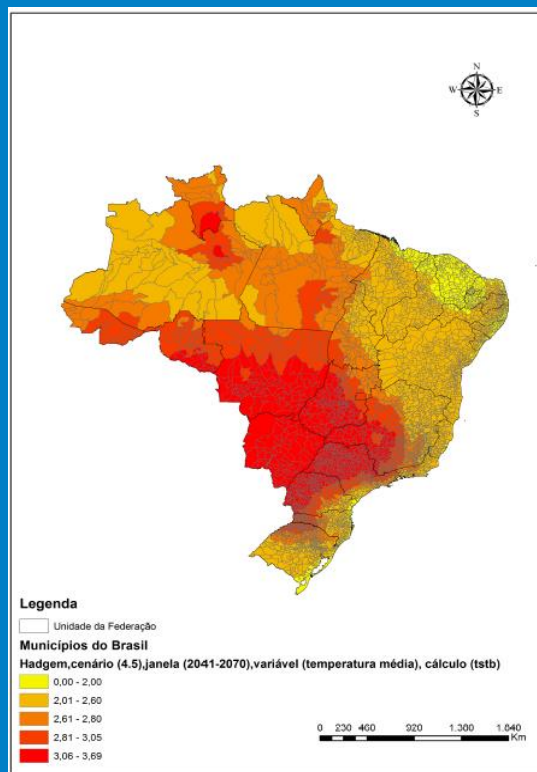 N
W E
S
Legenda
Unidade da Federação
Municípios do Brasil
Hadgem,cenário (4.5),janela (2041-2070),variável (temperatura média), cálculo (tstb)
0,00 - 2,00
2,01 - 2,60
2,61 - 2,80
2,81 - 3,05
3,06 - 3,69
0 230 460 920 1.380 1.840
Km